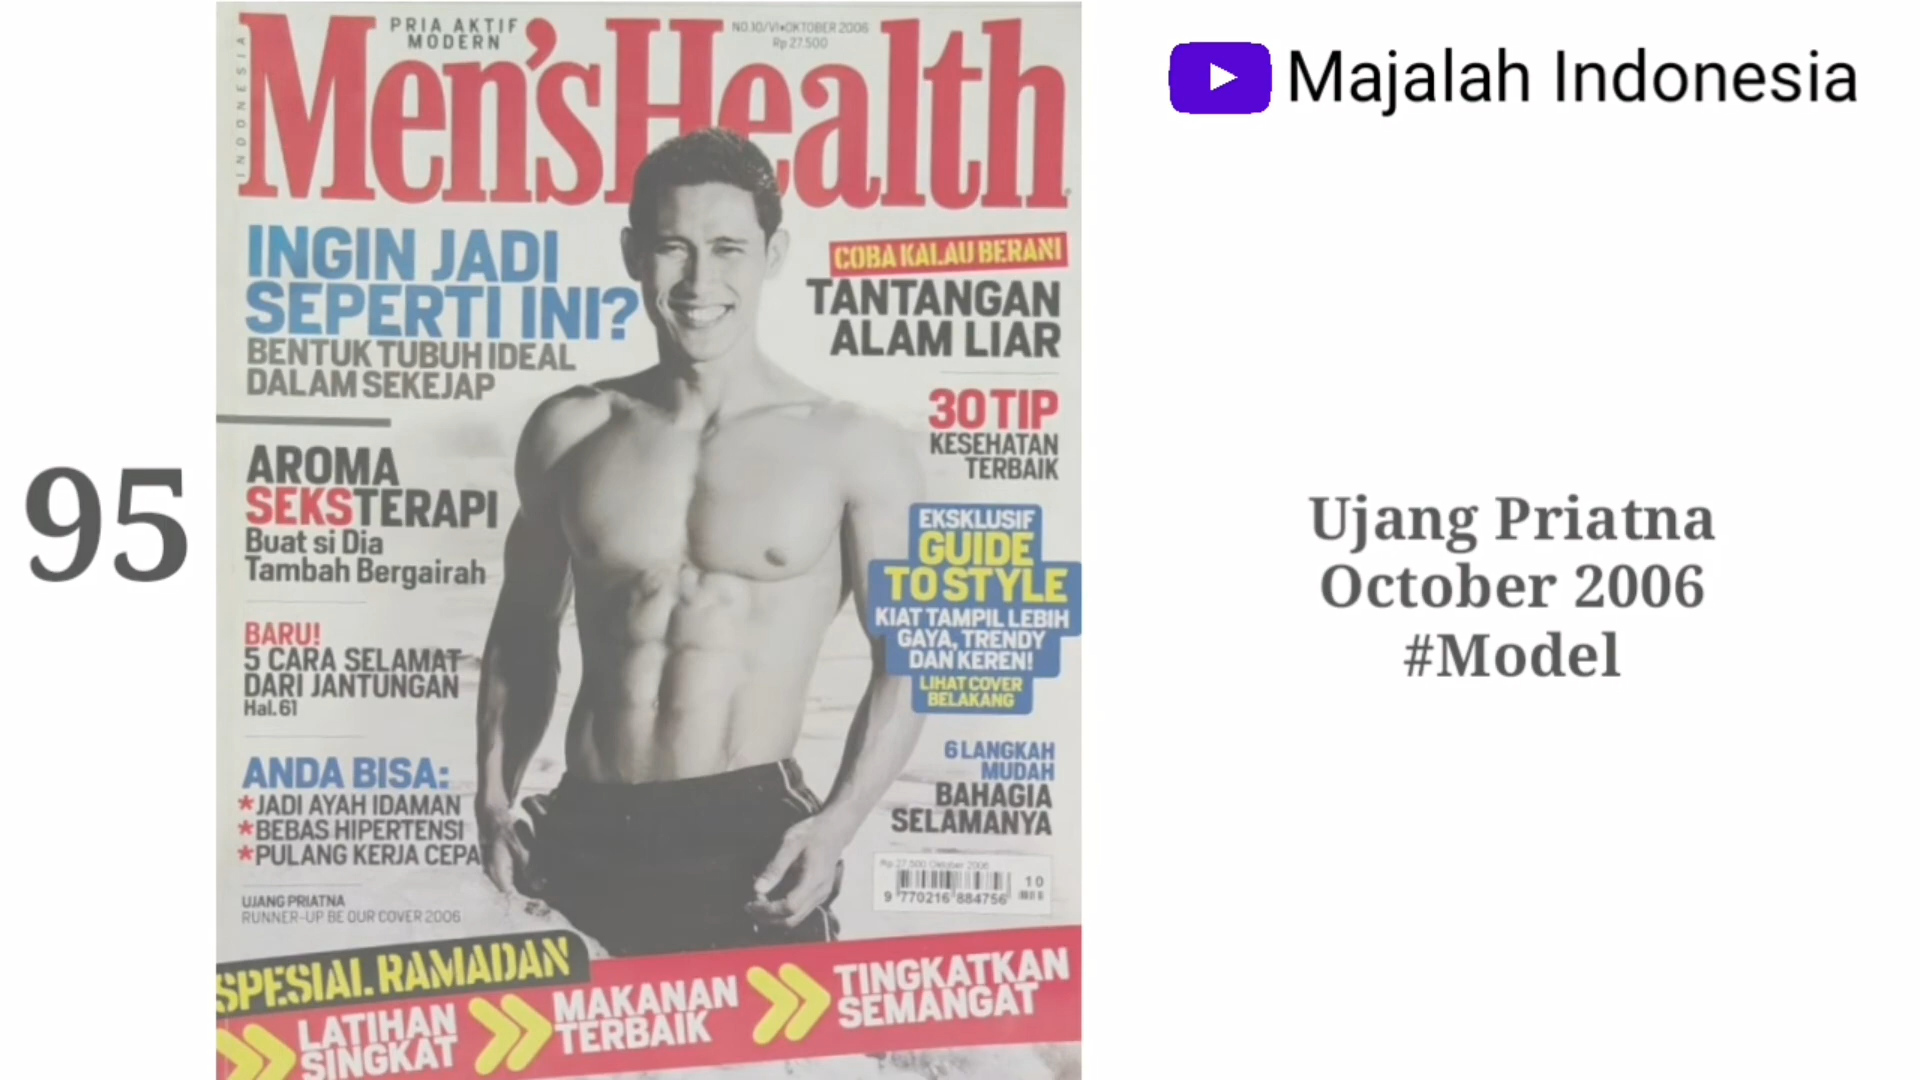 PRIA AKTIF
MODERN
NO.10/VI•OKTOBER 2006
Rp 27.500
INDONESIA
Men'sHealth
INGIN JADI
SEPERTI INI?
BENTUK TUBUH IDEAL
DALAM SEKEJAP
AROMA
SEKSTERAPI
Buat si Dia
Tambah Bergairah
BARU!
5 CARA SELAMAT
DARI JANTUNGAN
Hal.61
ANDA BISA:
*JADI AYAH IDAMAN
*BEBAS HIPERTENSI
*PULANG KERJA CEPA
UJANG PRIATNA
RUNNER-UP BE OUR COVER 2006
COBA KALAU BERANI
TANTANGAN
ALAM LIAR
30 TIP
KESEHATAN
TERBAIK
EKSKLUSIF
GUIDE
TO STYLE
KIAT TAMPIL LEBIH
GAYA, TRENDY
DAN KEREN!
LIHAT COVER
BELAKANG
6 LANGKAH
MUDAH
BAHAGIA
SELAMANYA
Rp 27.500 Oktober 2006
10
9 770216 884756
SPESIAL RAMADAN
LATIHAN
SINGKAT
MAKANAN
TERBAIK
TINGKATKAN
SEMANGAT
95
Majalah Indonesia
Ujang Priatna
October 2006
#Model